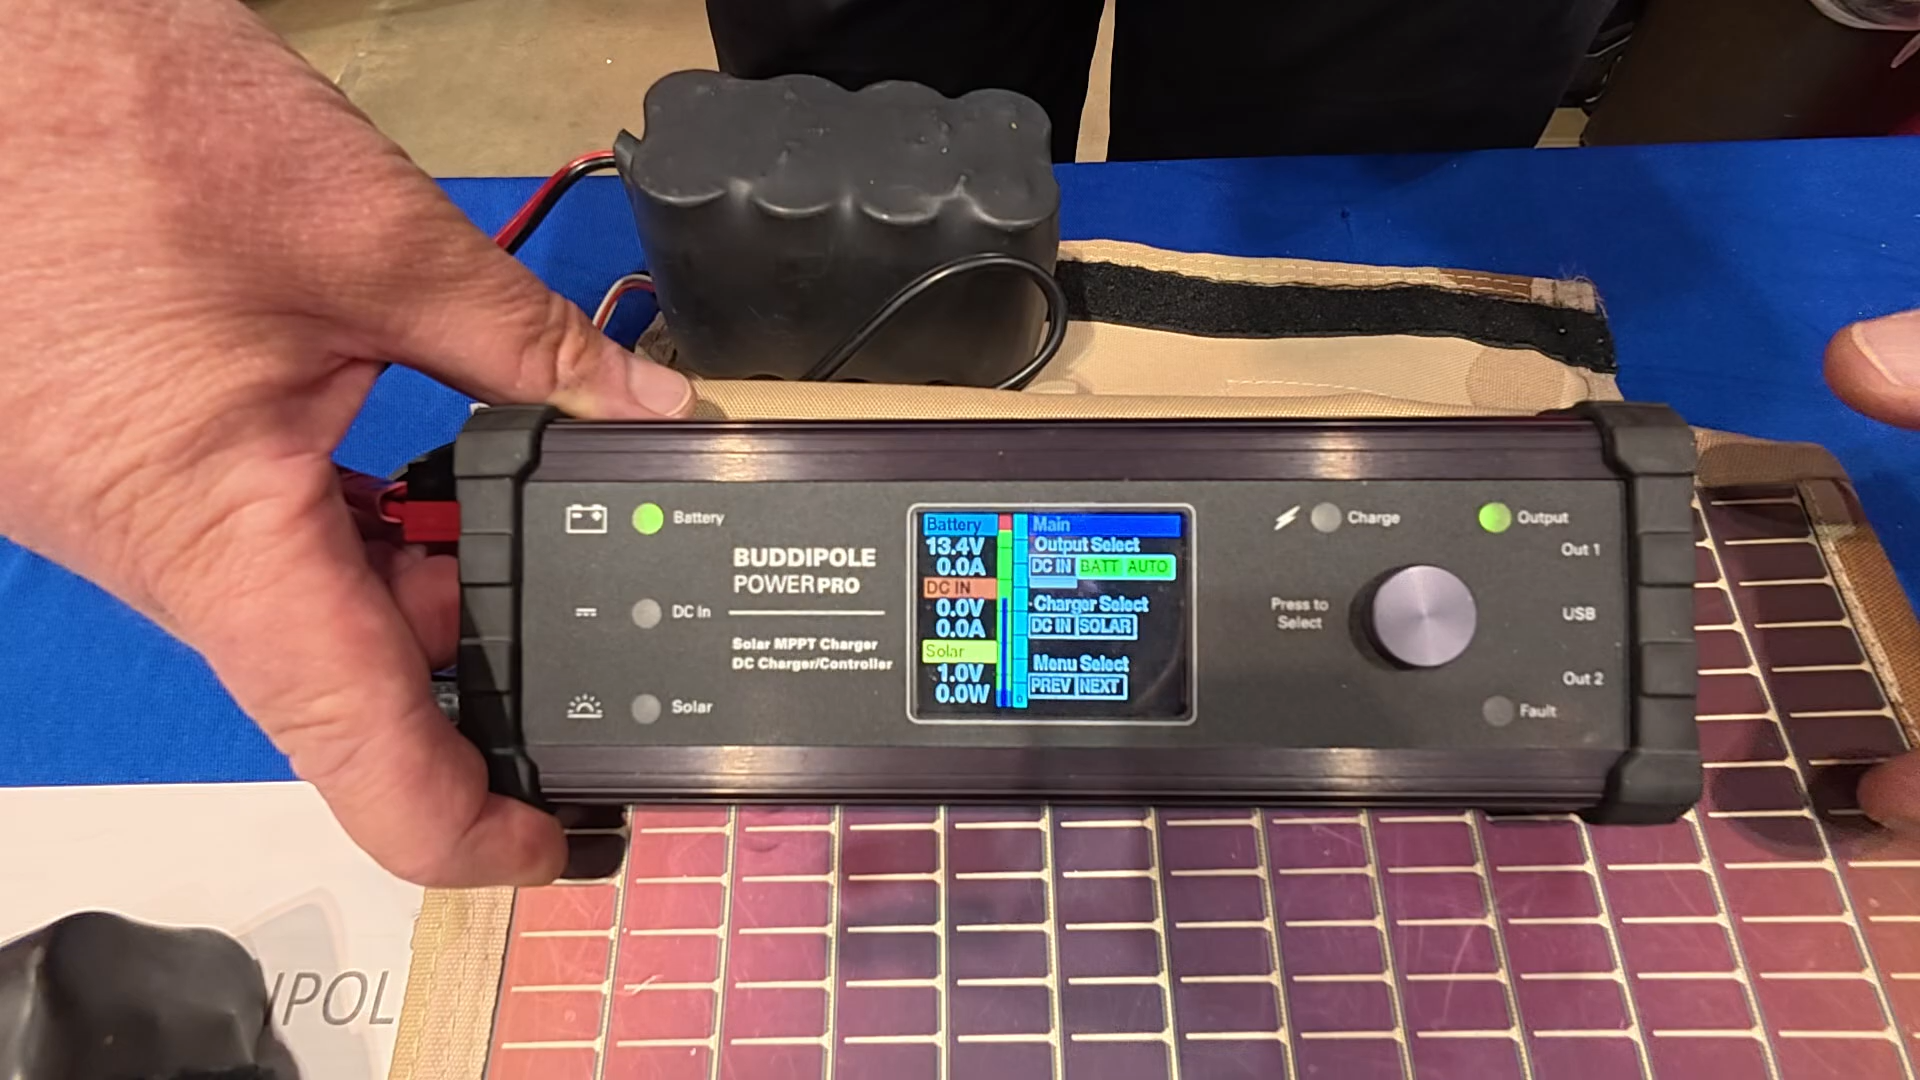 Battery
DC In
Solar
BUDDIPOLE
POWERPRO
Solar MPPT Charger
DC Charger/Controller
Battery
13.4V
0.0A
DC IN
0.0V
0.0A
Solar
1.0V
0.0W
0
Main
Output Select
DC IN BATT AUTO
Charger Select
DC IN SOLAR
Menu Select
PREV NEXT
Charge
Output
Press to
Select
Out 1
USB
Out 2
Fault
IPOL